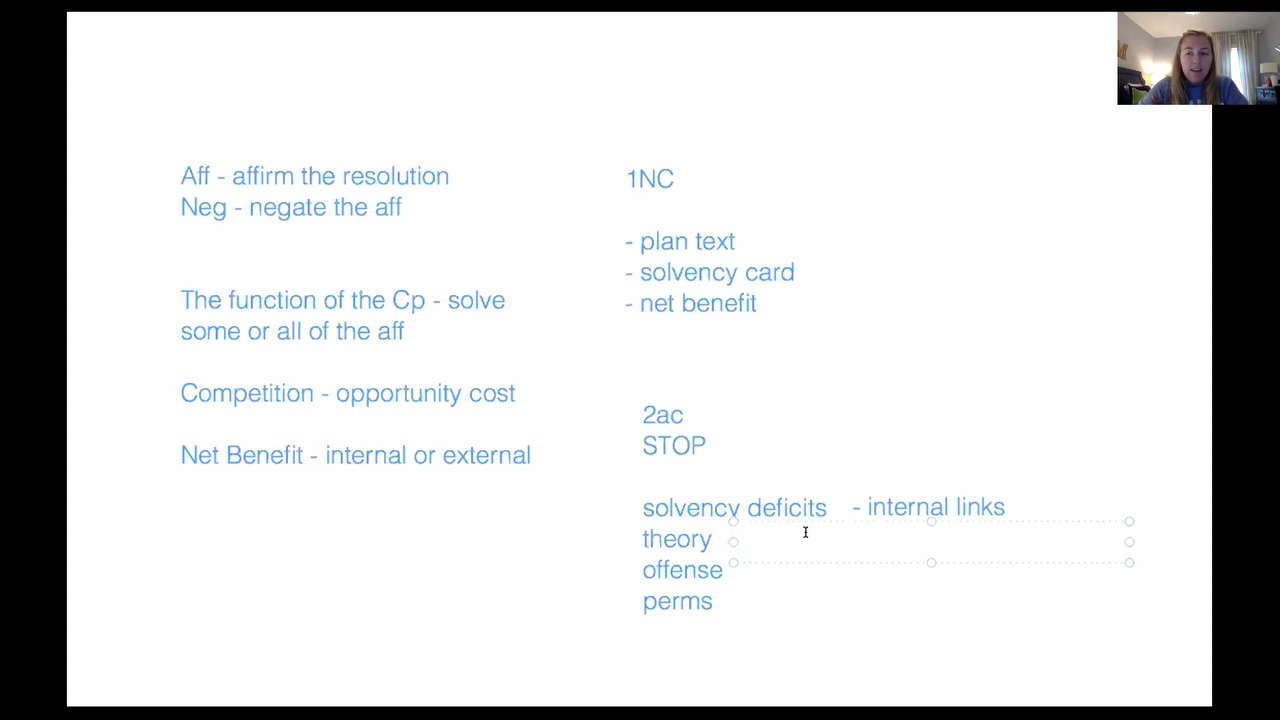 Aff - affirm the resolution
Neg - negate the aff
The function of the Cp - solve
some or all of the aff
Competition - opportunity cost
Net Benefit - internal or external
1NC
- plan text
- solvency card
- net benefit
2ac
STOP
solvency deficits - internal links
theory
offense
perms